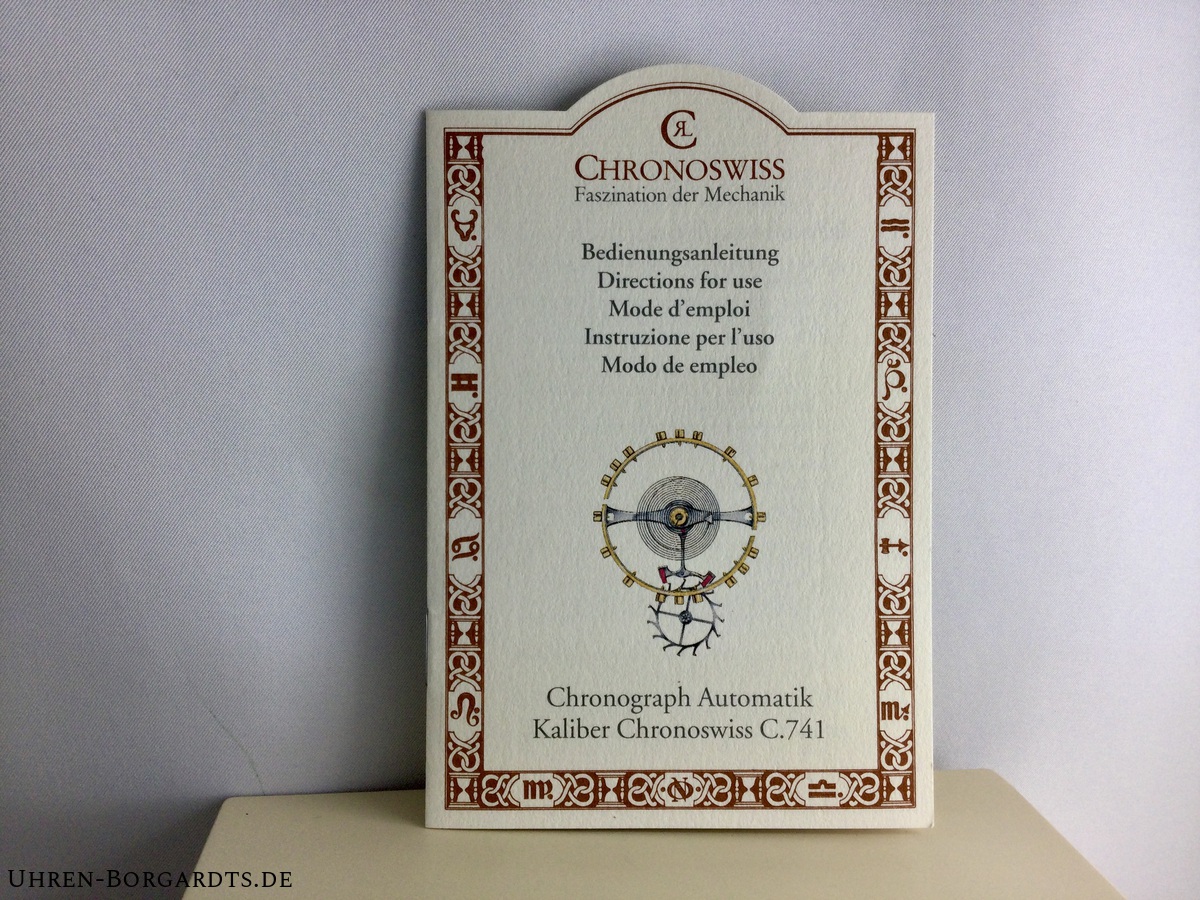 CRL
CHRONOSWISS
Faszination der Mechanik
Bedienungsanleitung
Directions for use
Mode d'emploi
Instruzione per l'uso
Modo de empleo
Chronograph Automatik
Kaliber Chronoswiss C.741
UHREN-BORGARDTS.DE